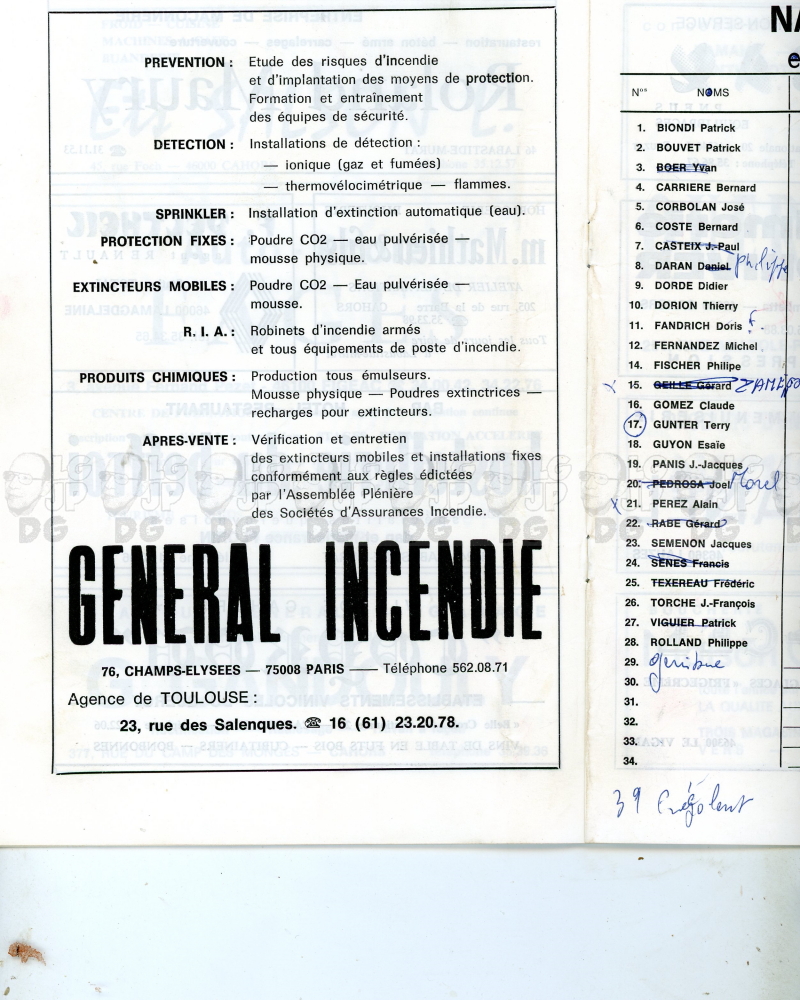 PREVENTION : Etude des risques d'incendie
et d'implantation des moyens de protection.
Formation et entraînement
des équipes de sécurité.
DETECTION : Installations de détection :
— ionique (gaz et fumées)
— thermovélocimétrique — flammes.
SPRINKLER : Installation d'extinction automatique (eau).
PROTECTION FIXES : Poudre CO2 — eau pulvérisée —
mousse physique.
EXTINCTEURS MOBILES : Poudre CO2 — Eau pulvérisée —
mousse.
R. I. A. : Robinets d'incendie armés
et tous équipements de poste d'incendie.
PRODUITS CHIMIQUES : Production tous émulseurs.
Mousse physique — Poudres extinctrices —
recharges pour extincteurs.
APRES-VENTE : Vérification et entretien
des extincteurs mobiles et installations fixes
conformément aux règles édictées
par l'Assemblée Plénière
des Sociétés d'Assurances Incendie.
GENERAL INCENDIE
76, CHAMPS-ELYSEES — 75008 PARIS — Téléphone 562.08.71
Agence de TOULOUSE :
23, rue des Salenques. ☎ 16 (61) 23.20.78.
NA
e
Nos NOMS
1. BIONDI Patrick
2. BOUVET Patrick
3. BOER Yvan
4. CARRIERE Bernard
5. CORBOLAN José
6. COSTE Bernard
7. CASTEIX J.-Paul
8. DARAN Daniel philippe
9. DORDE Didier
10. DORION Thierry
11. FANDRICH Doris
12. FERNANDEZ Michel
14. FISCHER Philipe
15. GEILLE Gérard
16. GOMEZ Claude
17. GUNTER Terry
18. GUYON Esaïe
19. PANIS J.-Jacques
20. PEDROSA Joel Morel
21. PEREZ Alain
22. RABE Gérard
23. SEMENON Jacques
24. SENES Francis
25. TEXEREAU Frédéric
26. TORCHE J.-François
27. VIGUIER Patrick
28. ROLLAND Philippe
29.
30.
31.
32.
33.
34.
39